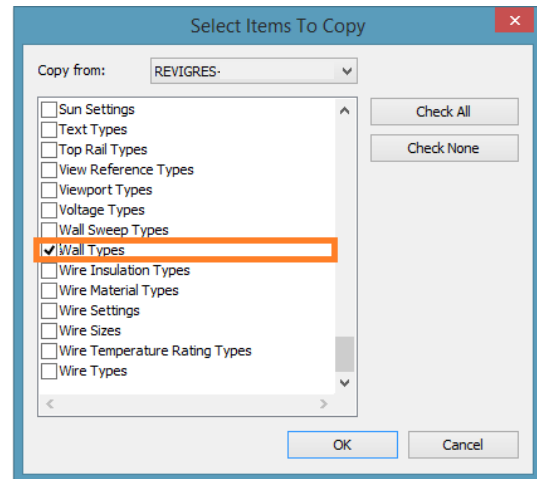 Select Items To Copy
Copy from: REVIGRES-
Sun Settings
Check All
Text Types
Top Rail Types
Check None
View Reference Types
Viewport Types
Voltage Types
Wall Sweep Types
Wall Types
Wire Insulation Types
Wire Material Types
Wire Settings
Wire Sizes
Wire Temperature Rating Types
Wire Types
OK Cancel